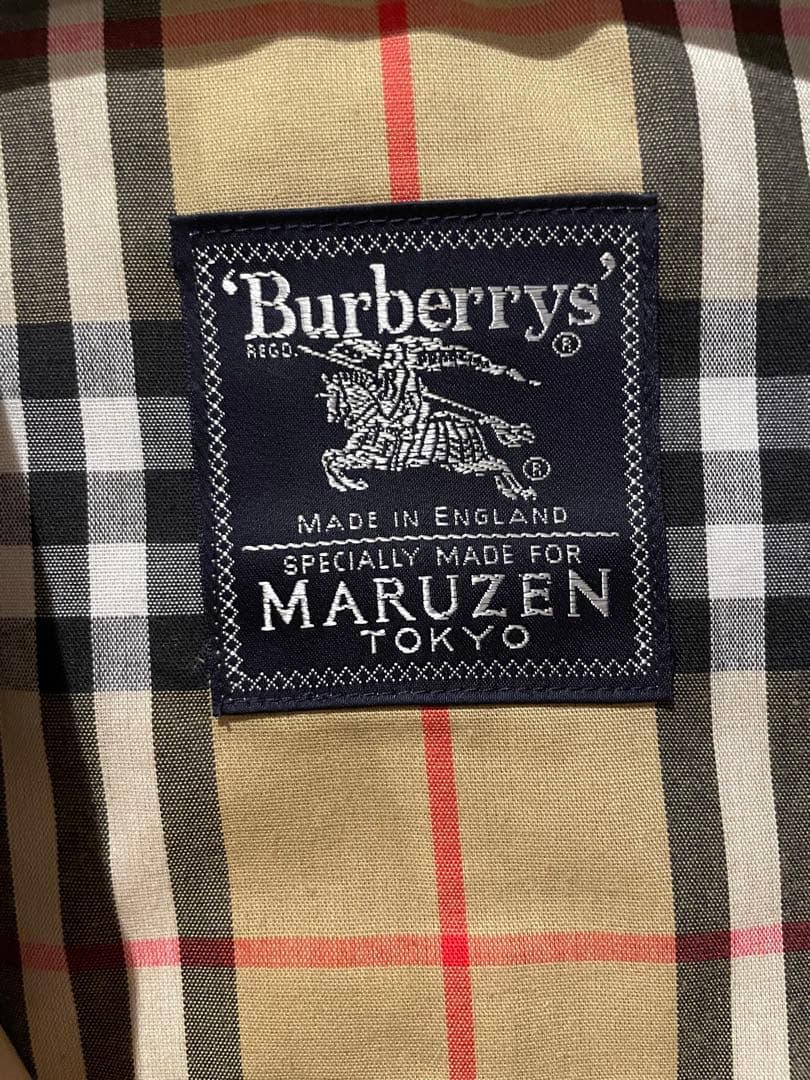 ‘Burberrys’®
REGD.
®
MADE IN ENGLAND
SPECIALLY MADE FOR
MARUZEN
TOKYO